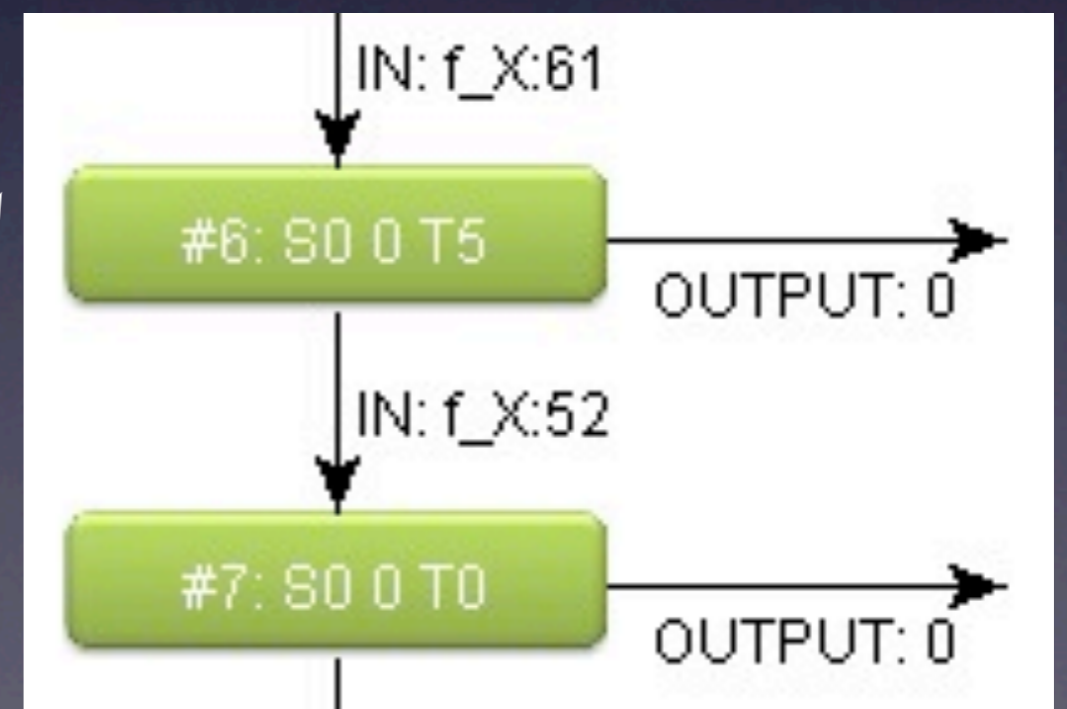 IN: f_X:61
#6: S0 0 T5
OUTPUT: 0
IN: f_X:52
#7: S0 0 T0
OUTPUT: 0